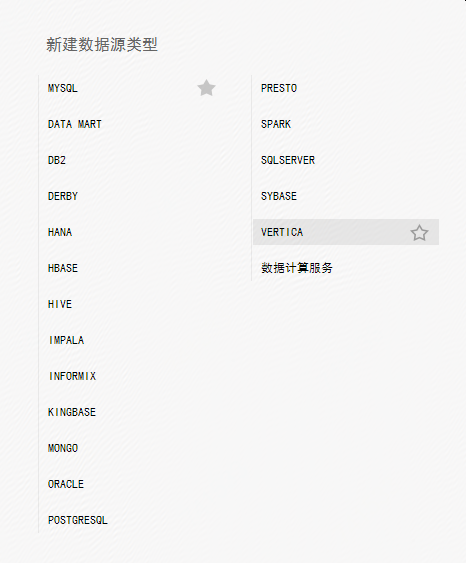 新建数据源类型
MYSQL
DATA MART
DB2
DERBY
HANA
HBASE
HIVE
IMPALA
INFORMIX
KINGBASE
MONGO
ORACLE
POSTGRESQL
PRESTO
SPARK
SQLSERVER
SYBASE
VERTICA
数据计算服务